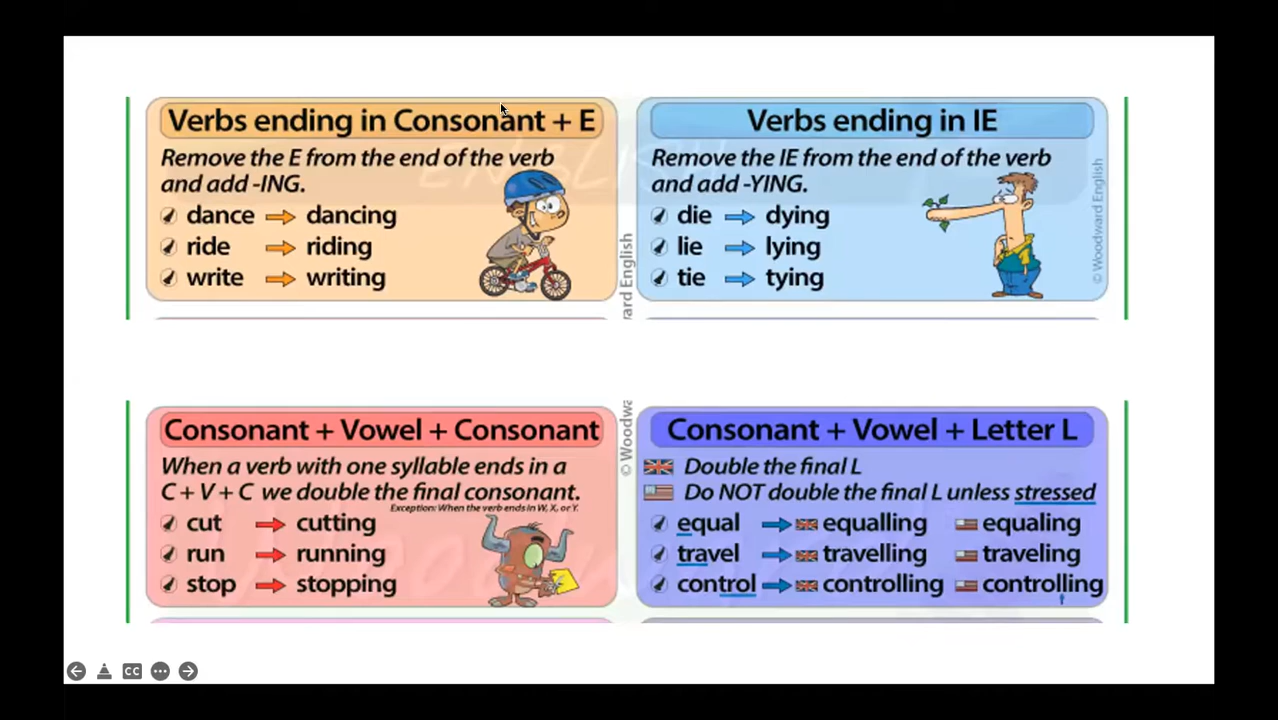 Verbs ending in Consonant + E
Remove the E from the end of the verb
and add -ING.
dance dancing
ride riding
write writing
Verbs ending in IE
Remove the IE from the end of the verb
and add -YING.
die dying
lie lying
tie tying
© Woodward English
ward English
Consonant + Vowel + Consonant
When a verb with one syllable ends in a
C + V + C we double the final consonant.
Exception: When the verb ends in W, X, or Y.
cut cutting
run running
stop stopping
© Woodwa
Consonant + Vowel + Letter L
Double the final L
Do NOT double the final L unless stressed
equal equalling equaling
travel travelling traveling
control controlling controlling
CC